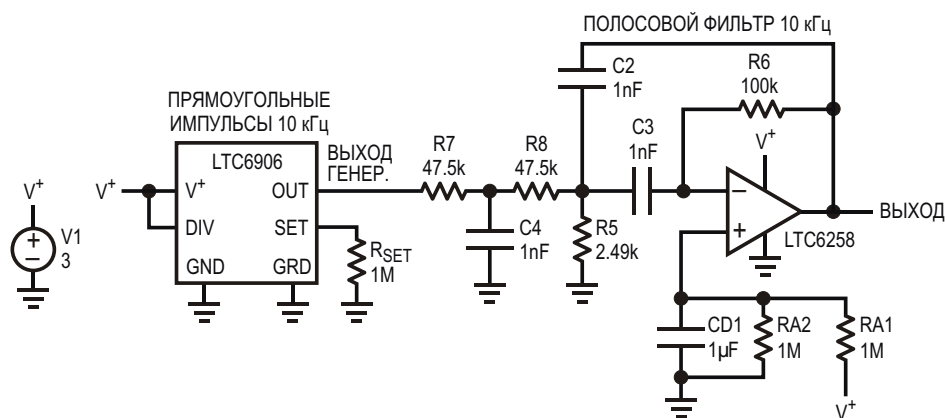 ПОЛОСОВОЙ ФИЛЬТР 10 кГц
C2
1nF
R6
100k
ПРЯМОУГОЛЬНЫЕ
ИМПУЛЬСЫ 10 кГц
LTC6906
V+
DIV
GND
OUT
SET
GRD
V+
V+
V1
3
+
−
ВЫХОД
ГЕНЕР.
RSET
1M
R7
47.5k
R8
47.5k
C4
1nF
R5
2.49k
C3
1nF
V+
−
+
LTC6258
ВЫХОД
CD1
1µF
RA2
1M
RA1
1M
V+